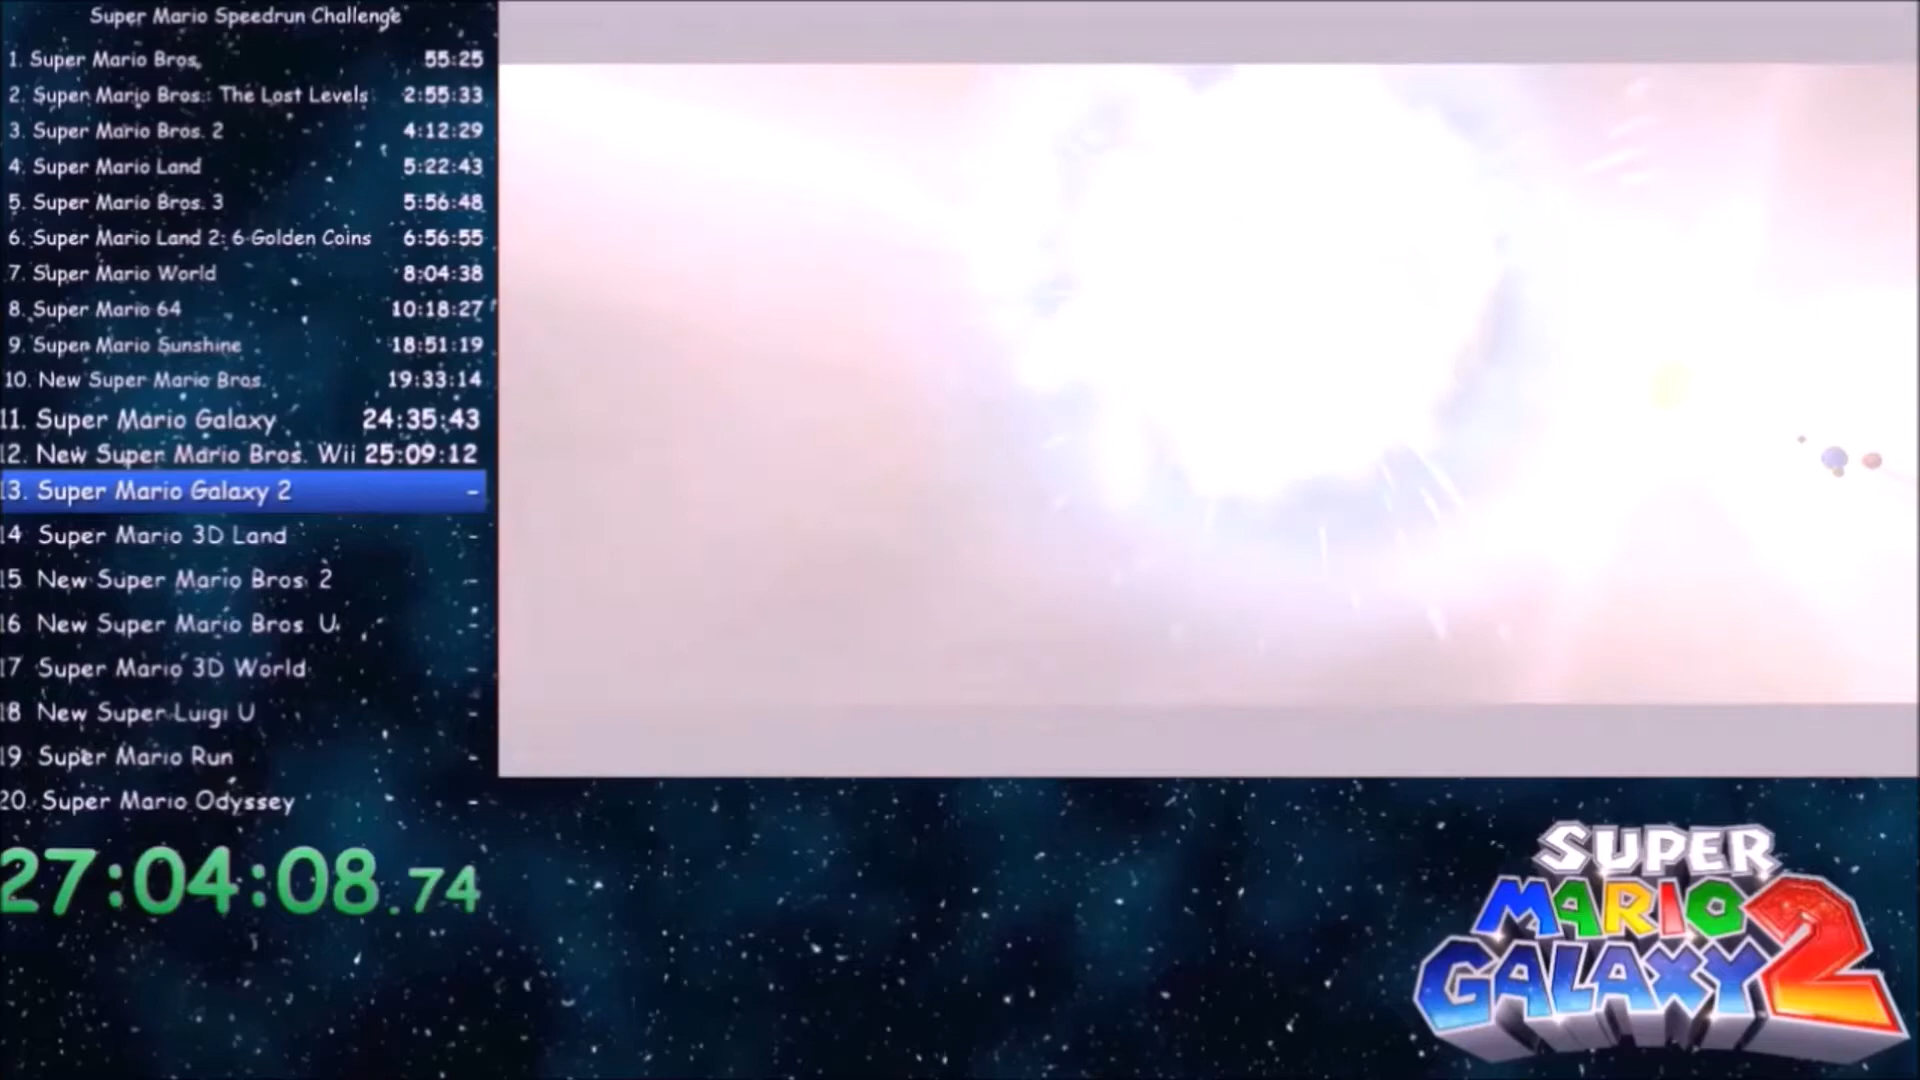 Super Mario Speedrun Challenge
1. Super Mario Bros. 55:25
2. Super Mario Bros.: The Lost Levels 2:55:33
3. Super Mario Bros. 2 4:12:29
4. Super Mario Land 5:22:43
5. Super Mario Bros. 3 5:56:48
6. Super Mario Land 2: 6 Golden Coins 6:56:55
7. Super Mario World 8:04:38
8. Super Mario 64 10:18:27
9. Super Mario Sunshine 18:51:19
10. New Super Mario Bros. 19:33:14
11. Super Mario Galaxy 24:35:43
12. New Super Mario Bros. Wii 25:09:12
13. Super Mario Galaxy 2 -
14 Super Mario 3D Land -
15 New Super Mario Bros. 2 -
16 New Super Mario Bros U -
17 Super Mario 3D World -
18 New Super Luigi U -
19 Super Mario Run -
20. Super Mario Odyssey -
27:04:08.74
SUPER
MARIO
GALAXY 2